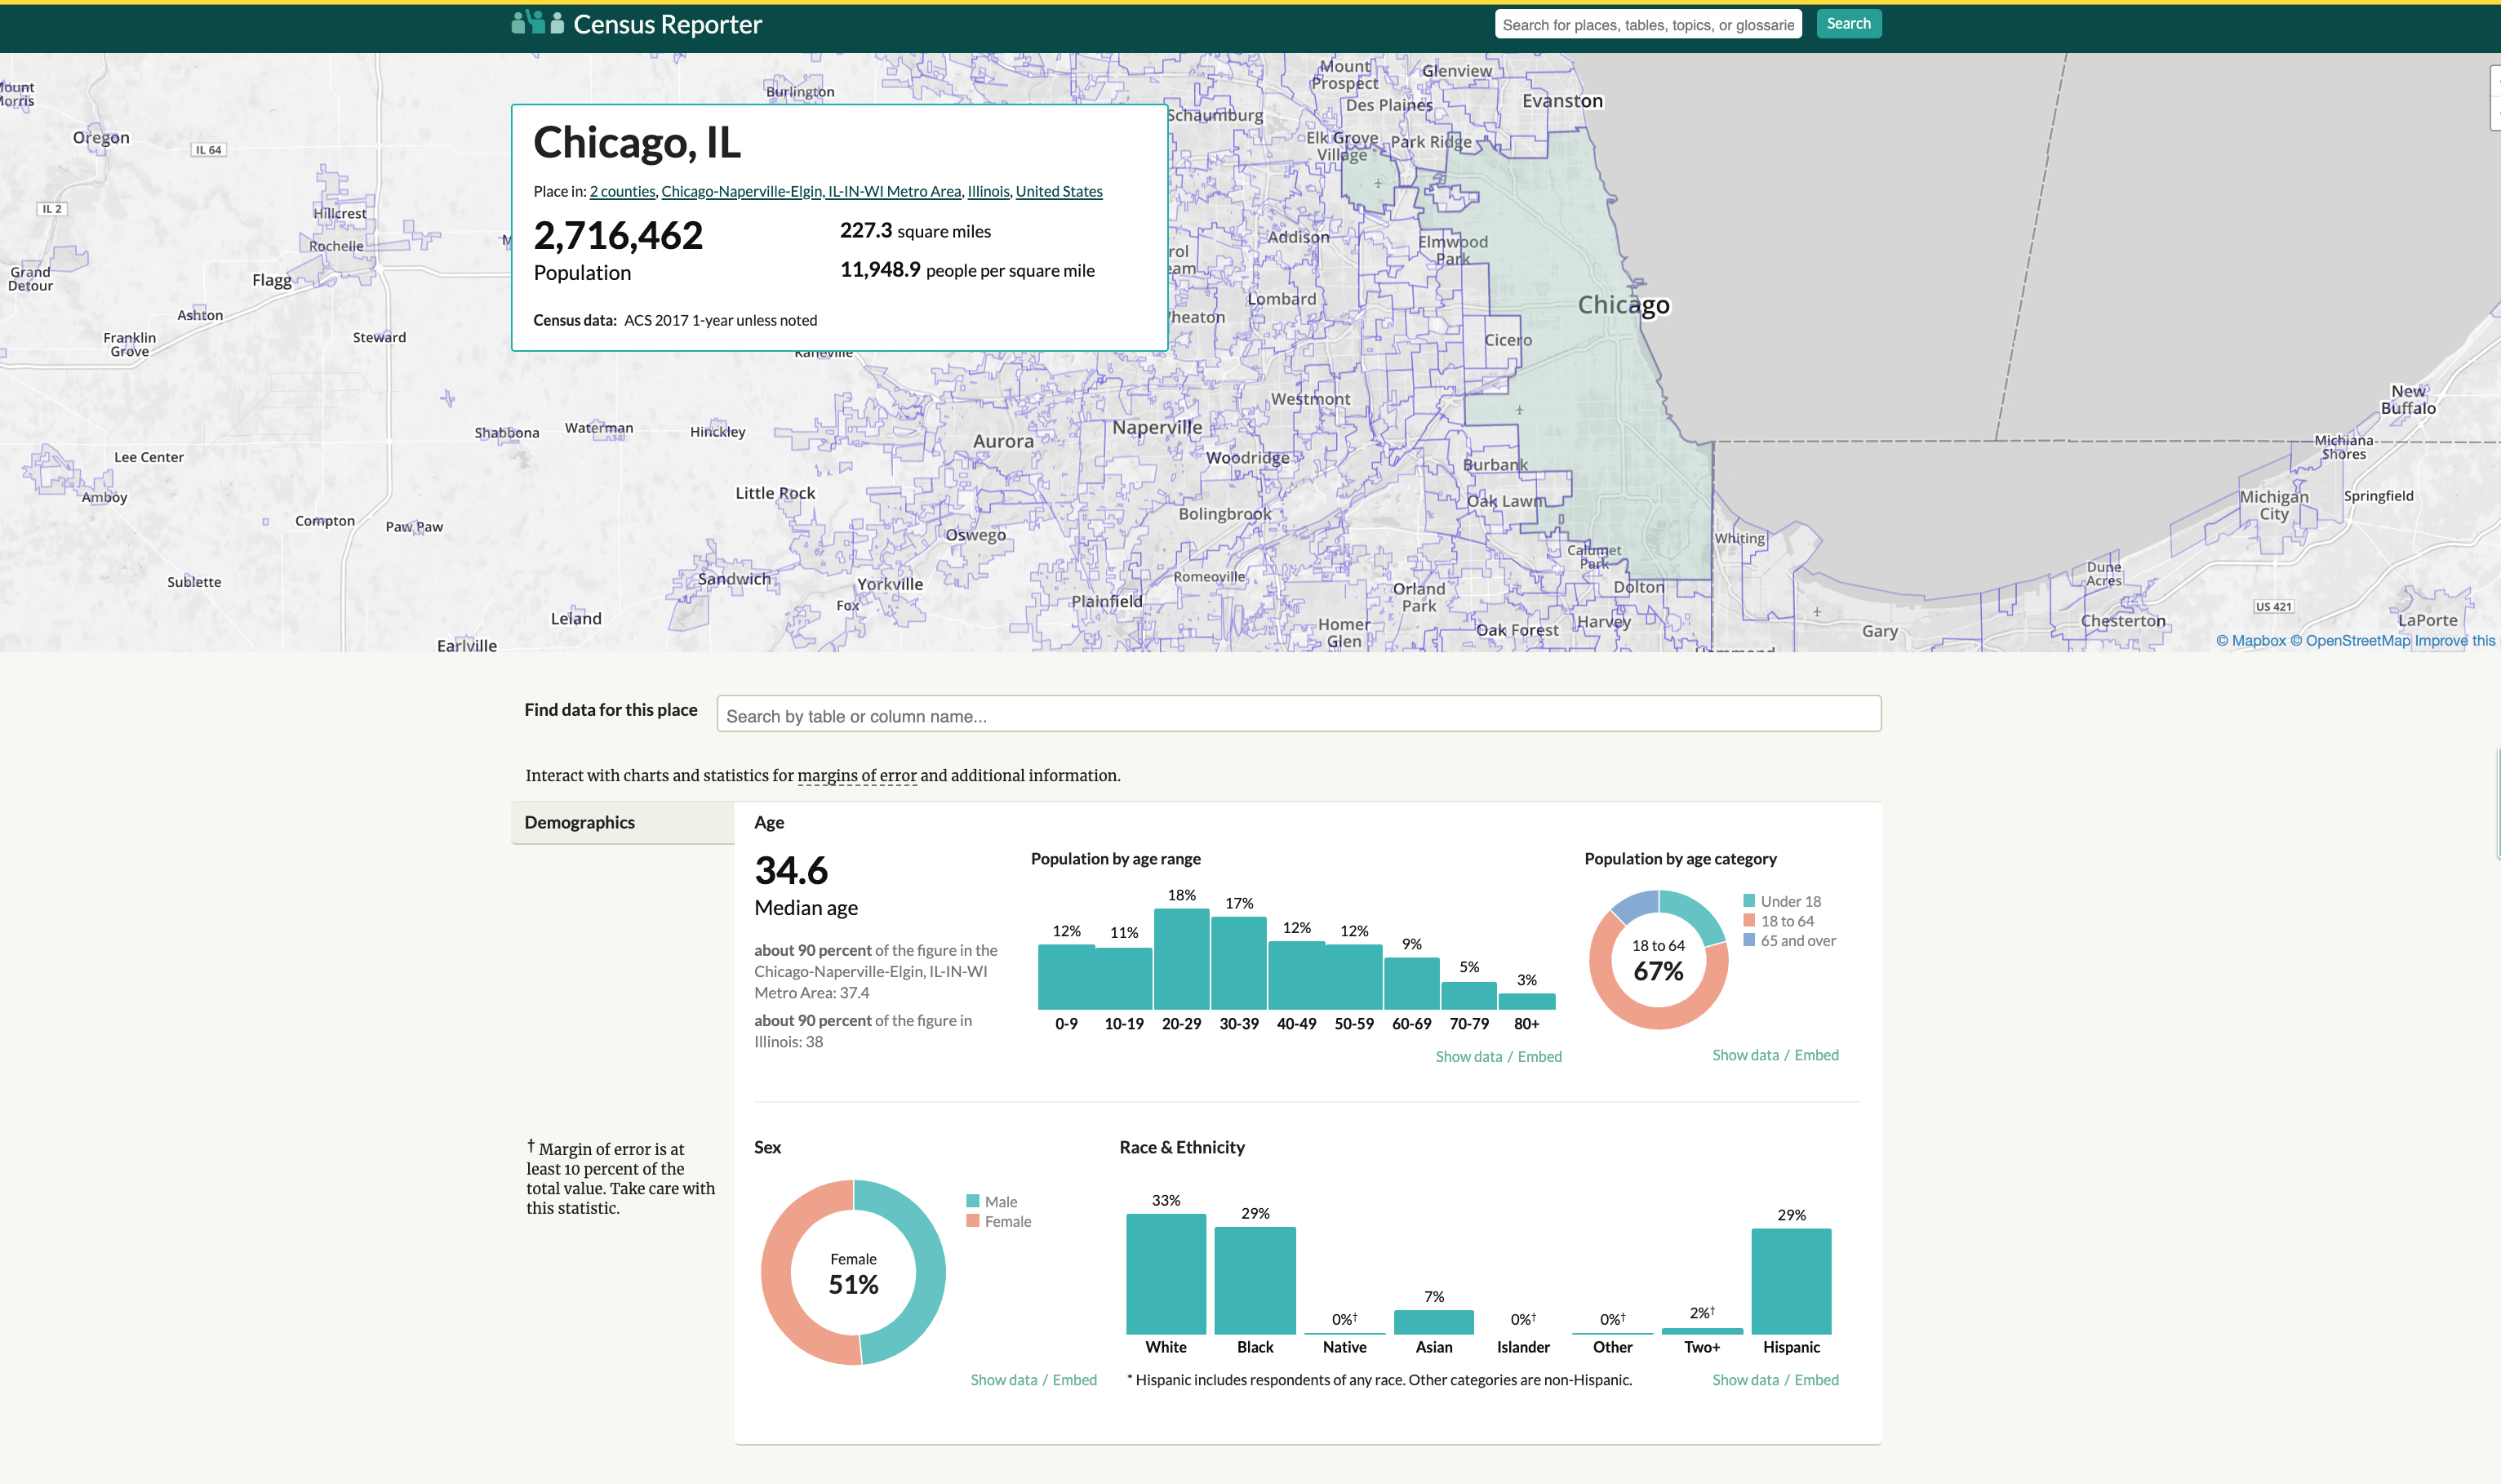 Census Reporter
Search for places, tables, topics, or glossarie
Search
Mount
Morris
Oregon
IL 64
IL 2
Hillcrest
Rochelle
Grand
Detour
Flagg
Ashton
Franklin
Grove
Steward
Burlington
Mount
Prospect
Glenview
Des Plaines
Evanston
Schaumburg
Elk Grove
Village
Park Ridge
Addison
Elmwood
Park
Lombard
Chicago
Cicero
Westmont
Chicago, IL
Place in: 2 counties, Chicago-Naperville-Elgin, IL-IN-WI Metro Area, Illinois, United States
2,716,462
Population
227.3 square miles
11,948.9 people per square mile
Census data: ACS 2017 1-year unless noted
Kaneville
Shabbona
Waterman
Hinckley
Aurora
Naperville
Woodridge
Burbank
Lee Center
Amboy
Little Rock
Oak Lawn
Compton
Paw Paw
Bolingbrook
Oswego
Calumet
Park
Whiting
Sublette
Sandwich
Yorkville
Romeoville
Dolton
Fox
Plainfield
Orland
Park
Leland
Homer
Glen
Oak Forest
Harvey
Gary
Earlville
Hammond
New
Buffalo
Michiana
Shores
Michigan
City
Springfield
Dune
Acres
US 421
Chesterton
LaPorte
© Mapbox © OpenStreetMap Improve this
Find data for this place
Search by table or column name...
Interact with charts and statistics for margins of error and additional information.
Demographics
Age
34.6
Median age
about 90 percent of the figure in the
Chicago-Naperville-Elgin, IL-IN-WI
Metro Area: 37.4
about 90 percent of the figure in
Illinois: 38
Population by age range
12% 11% 18% 17% 12% 12% 9% 5% 3%
0-9 10-19 20-29 30-39 40-49 50-59 60-69 70-79 80+
Show data / Embed
Population by age category
18 to 64
67%
Under 18
18 to 64
65 and over
Show data / Embed
† Margin of error is at
least 10 percent of the
total value. Take care with
this statistic.
Sex
Female
51%
Male
Female
Show data / Embed
Race & Ethnicity
33% 29% 0%† 7% 0%† 0%† 2%† 29%
White Black Native Asian Islander Other Two+ Hispanic
* Hispanic includes respondents of any race. Other categories are non-Hispanic.
Show data / Embed